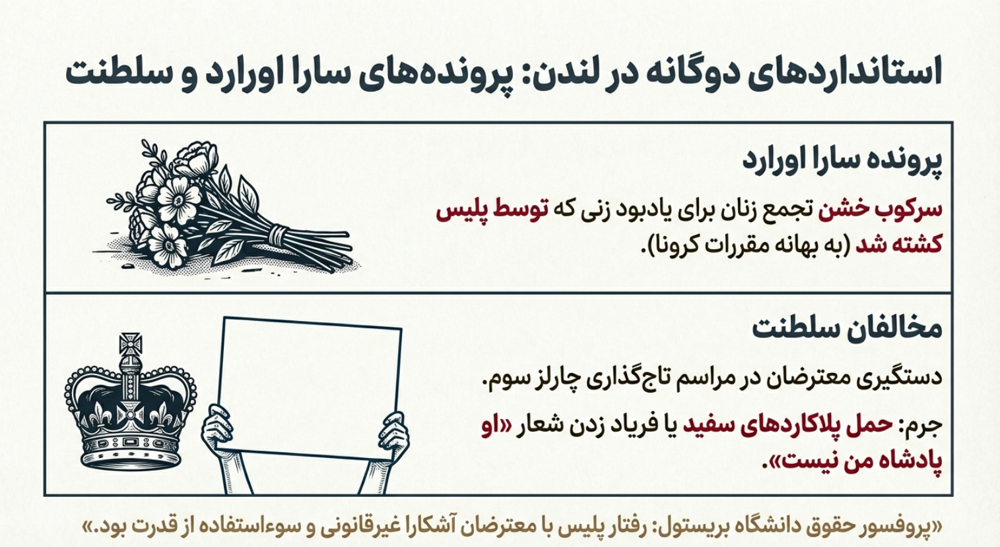 استانداردهای دوگانه در لندن: پرونده‌های سارا اورارد و سلطنت
پرونده سارا اورارد
سرکوب خشن تجمع زنان برای یادبود زنی که توسط پلیس
کشته شد (به بهانه مقررات کرونا).
مخالفان سلطنت
دستگیری معترضان در مراسم تاج‌گذاری چارلز سوم.
جرم: حمل پلاکاردهای سفید یا فریاد زدن شعار «او
پادشاه من نیست».
«پروفسور حقوق دانشگاه بریستول: رفتار پلیس با معترضان آشکارا غیرقانونی و سوءاستفاده از قدرت بود.»